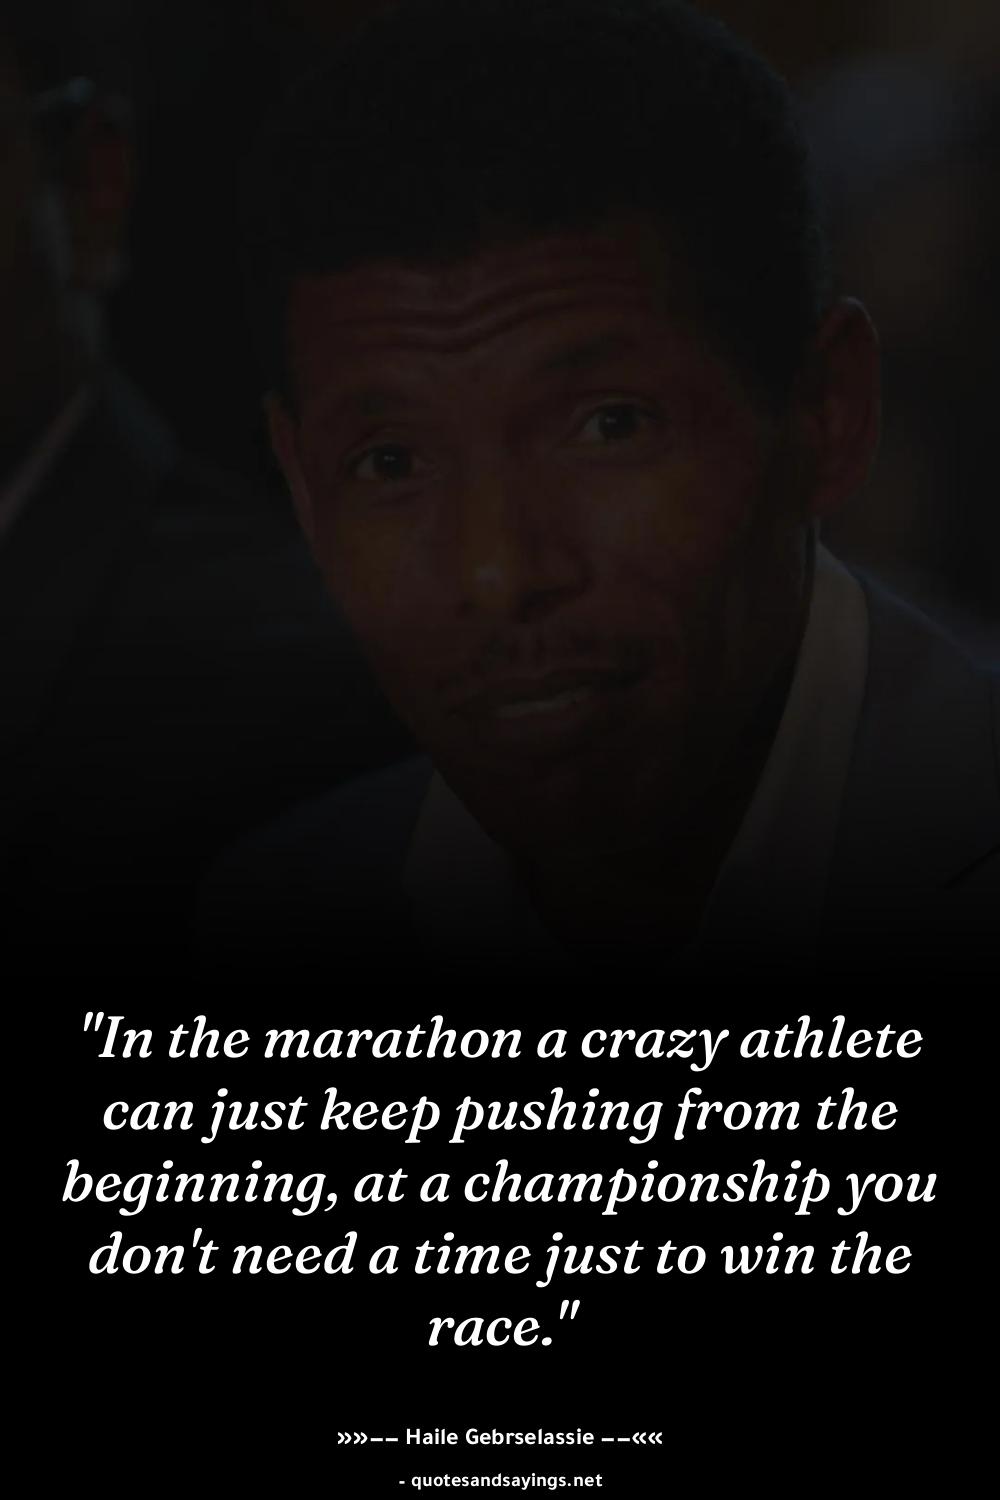 "In the marathon a crazy athlete
can just keep pushing from the
beginning, at a championship you
don't need a time just to win the
race."
»»–– Haile Gebrselassie ––««
- quotesandsayings.net